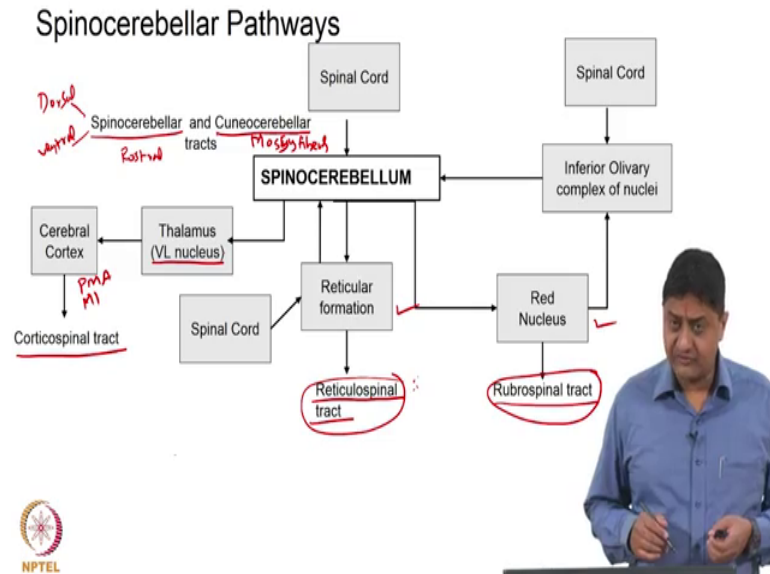 Spinocerebellar Pathways
Spinal Cord
Spinal Cord
Dorsal
ventral
Spinocerebellar and Cuneocerebellar
tracts
Rostral
Mossy fibers
SPINOCEREBELLUM
Inferior Olivary
complex of nuclei
Cerebral
Cortex
Thalamus
(VL nucleus)
PMA
M1
Corticospinal tract
Spinal Cord
Reticular
formation
Red
Nucleus
Reticulospinal
tract
Rubrospinal tract
NPTEL